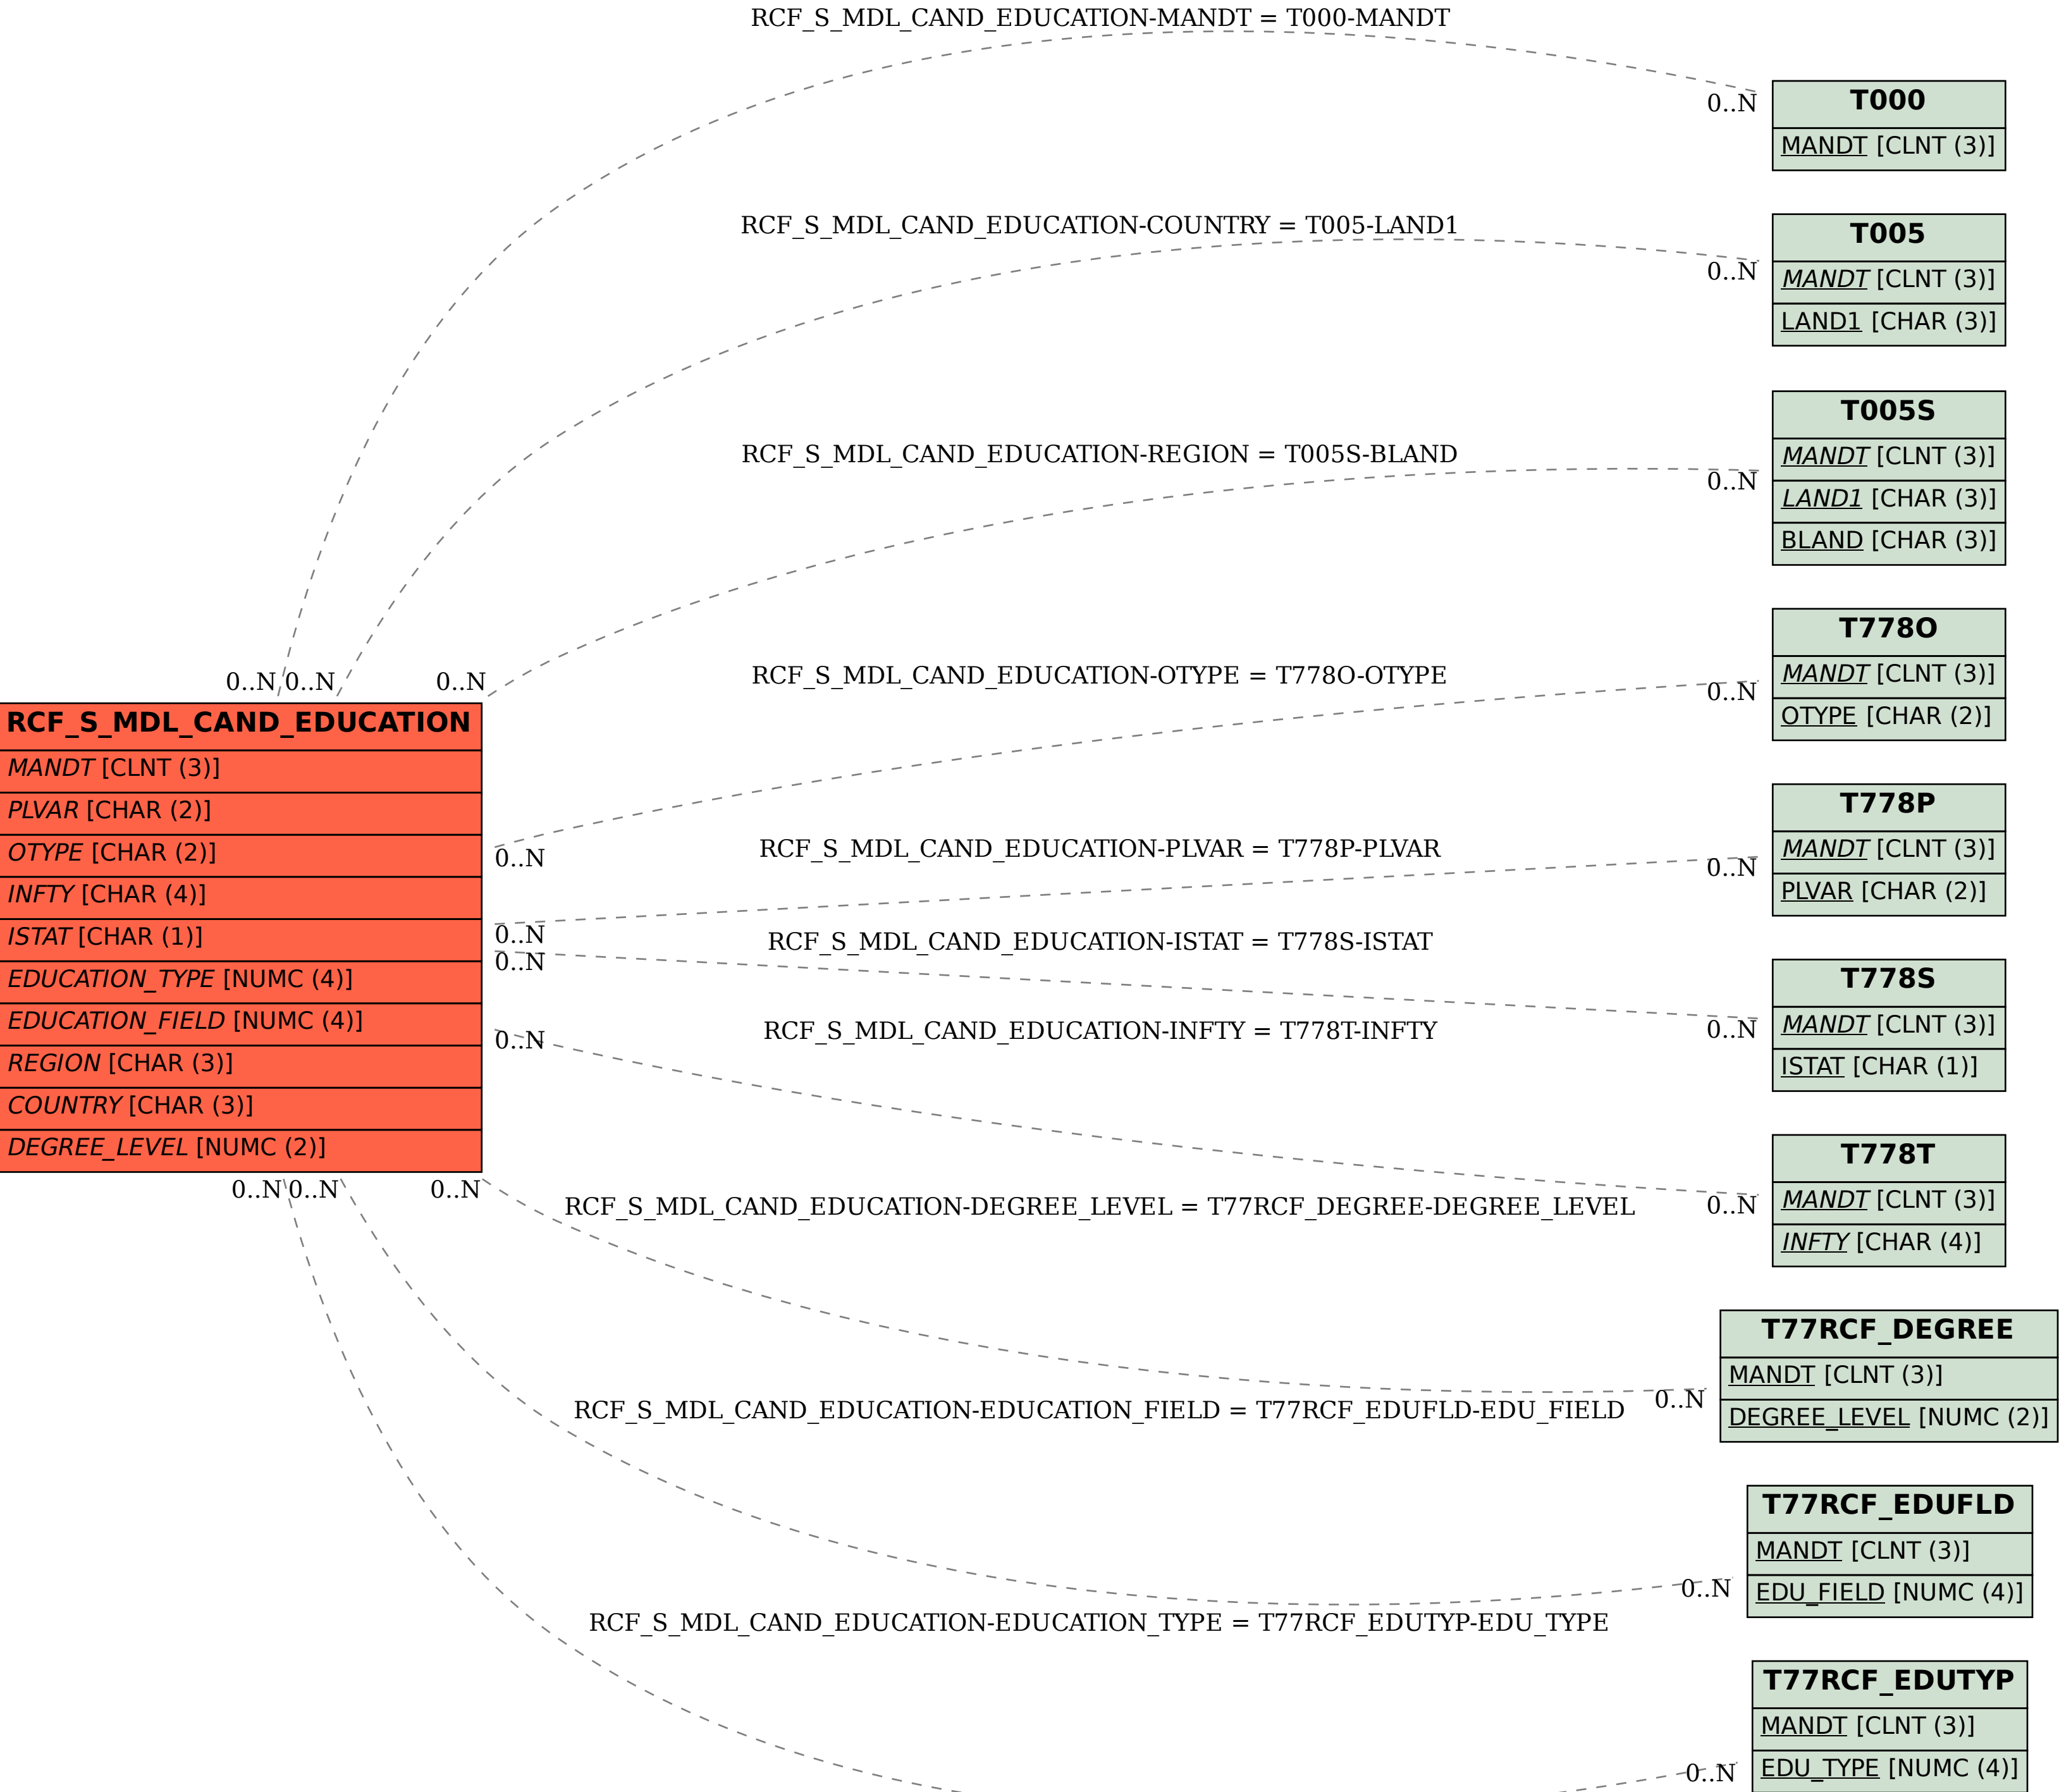 RCF_S_MDL_CAND_EDUCATION-MANDT = T000-MANDT
0..N
T000
MANDT [CLNT (3)]
RCF_S_MDL_CAND_EDUCATION-COUNTRY = T005-LAND1
0..N
T005
MANDT [CLNT (3)]
LAND1 [CHAR (3)]
RCF_S_MDL_CAND_EDUCATION-REGION = T005S-BLAND
0..N
T005S
MANDT [CLNT (3)]
LAND1 [CHAR (3)]
BLAND [CHAR (3)]
RCF_S_MDL_CAND_EDUCATION-OTYPE = T778O-OTYPE
0..N
T778O
MANDT [CLNT (3)]
OTYPE [CHAR (2)]
0..N 0..N 0..N
RCF_S_MDL_CAND_EDUCATION
MANDT [CLNT (3)]
PLVAR [CHAR (2)]
OTYPE [CHAR (2)]
INFTY [CHAR (4)]
ISTAT [CHAR (1)]
EDUCATION_TYPE [NUMC (4)]
EDUCATION_FIELD [NUMC (4)]
REGION [CHAR (3)]
COUNTRY [CHAR (3)]
DEGREE_LEVEL [NUMC (2)]
0..N
0..N
0..N
0..N
0..N 0..N 0..N
RCF_S_MDL_CAND_EDUCATION-PLVAR = T778P-PLVAR
0..N
T778P
MANDT [CLNT (3)]
PLVAR [CHAR (2)]
RCF_S_MDL_CAND_EDUCATION-ISTAT = T778S-ISTAT
0..N
T778S
MANDT [CLNT (3)]
ISTAT [CHAR (1)]
RCF_S_MDL_CAND_EDUCATION-INFTY = T778T-INFTY
0..N
T778T
MANDT [CLNT (3)]
INFTY [CHAR (4)]
RCF_S_MDL_CAND_EDUCATION-DEGREE_LEVEL = T77RCF_DEGREE-DEGREE_LEVEL
0..N
T77RCF_DEGREE
MANDT [CLNT (3)]
DEGREE_LEVEL [NUMC (2)]
RCF_S_MDL_CAND_EDUCATION-EDUCATION_FIELD = T77RCF_EDUFLD-EDU_FIELD
0..N
T77RCF_EDUFLD
MANDT [CLNT (3)]
EDU_FIELD [NUMC (4)]
RCF_S_MDL_CAND_EDUCATION-EDUCATION_TYPE = T77RCF_EDUTYP-EDU_TYPE
0..N
T77RCF_EDUTYP
MANDT [CLNT (3)]
EDU_TYPE [NUMC (4)]